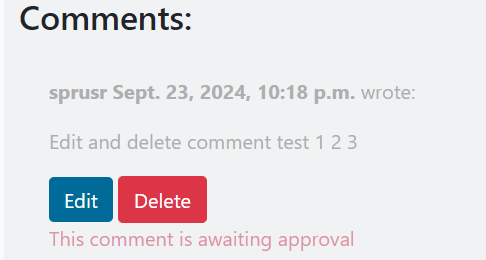 Comments:
sprusr Sept. 23, 2024, 10:18 p.m. wrote:
Edit and delete comment test 1 2 3
Edit Delete
This comment is awaiting approval